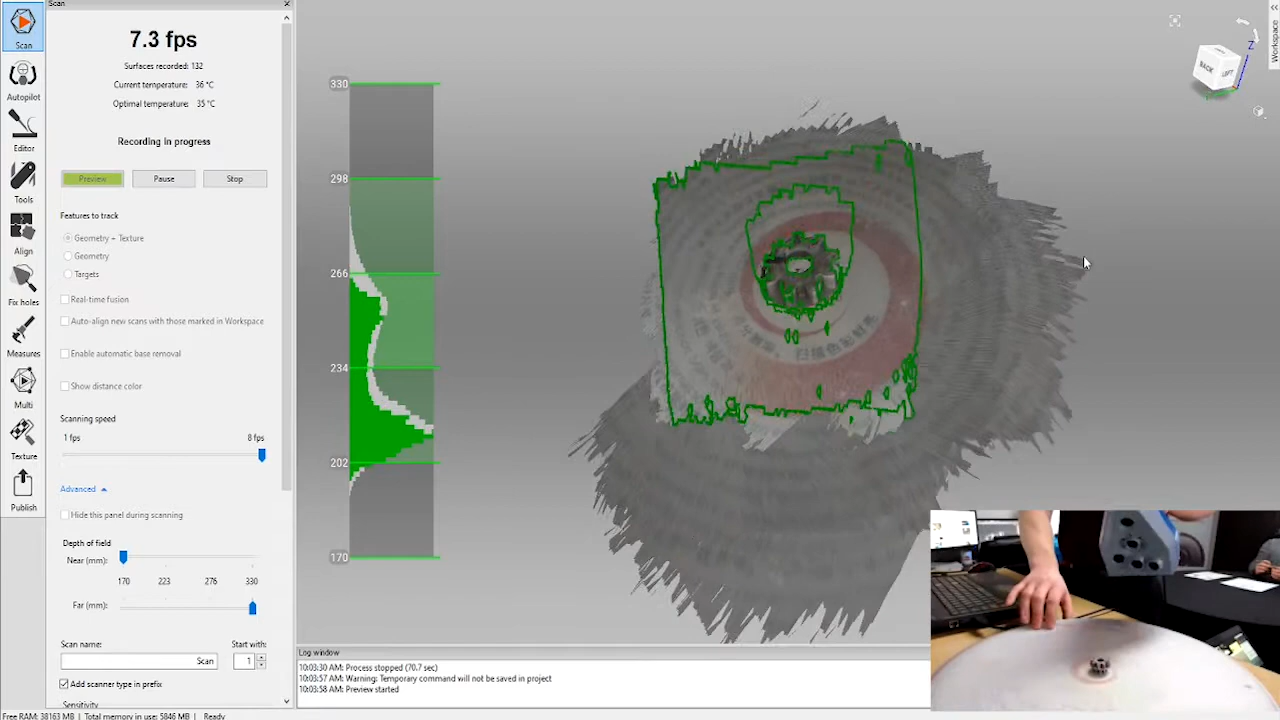 Scan
Scan
7.3 fps
Surfaces recorded: 132
Current temperature: 36 °C
Optimal temperature: 35 °C
Recording in progress
Preview
Pause
Stop
Features to track
Geometry + Texture
Geometry
Targets
Real-time fusion
Auto-align new scans with those marked in Workspace
Enable automatic base removal
Show distance color
Scanning speed
1 fps
8 fps
Advanced
Hide this panel during scanning
Depth of field
Near (mm):
170 223 276 330
Far (mm):
Scan name:
Start with:
Scan
1
Add scanner type in prefix
Sensitivity
Autopilot
Editor
Tools
Align
Fix holes
Measures
Multi
Texture
Publish
330
298
266
234
202
170
BACK
LEFT
Z
Workspace
Log window
10:03:30 AM: Process stopped (70.7 sec)
10:03:57 AM: Warning: Temporary command will not be saved in project
10:03:58 AM: Preview started
Free RAM: 38163 MB | Total memory in use: 5846 MB | Ready